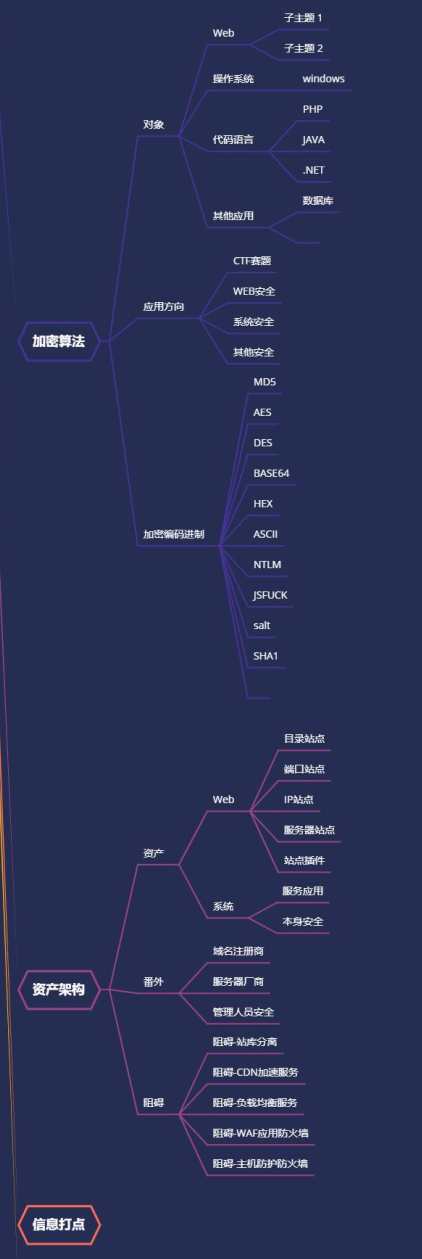 加密算法
对象
Web
子主题 1
子主题 2
操作系统
windows
代码语言
PHP
JAVA
.NET
其他应用
数据库
应用方向
CTF赛题
WEB安全
系统安全
其他安全
加密编码进制
MD5
AES
DES
BASE64
HEX
ASCII
NTLM
JSFUCK
salt
SHA1
资产架构
资产
Web
目录站点
端口站点
IP站点
服务器站点
站点插件
系统
服务应用
本身安全
番外
域名注册商
服务器厂商
管理人员安全
阻碍
阻碍-站库分离
阻碍-CDN加速服务
阻碍-负载均衡服务
阻碍-WAF应用防火墙
阻碍-主机防护防火墙
信息打点